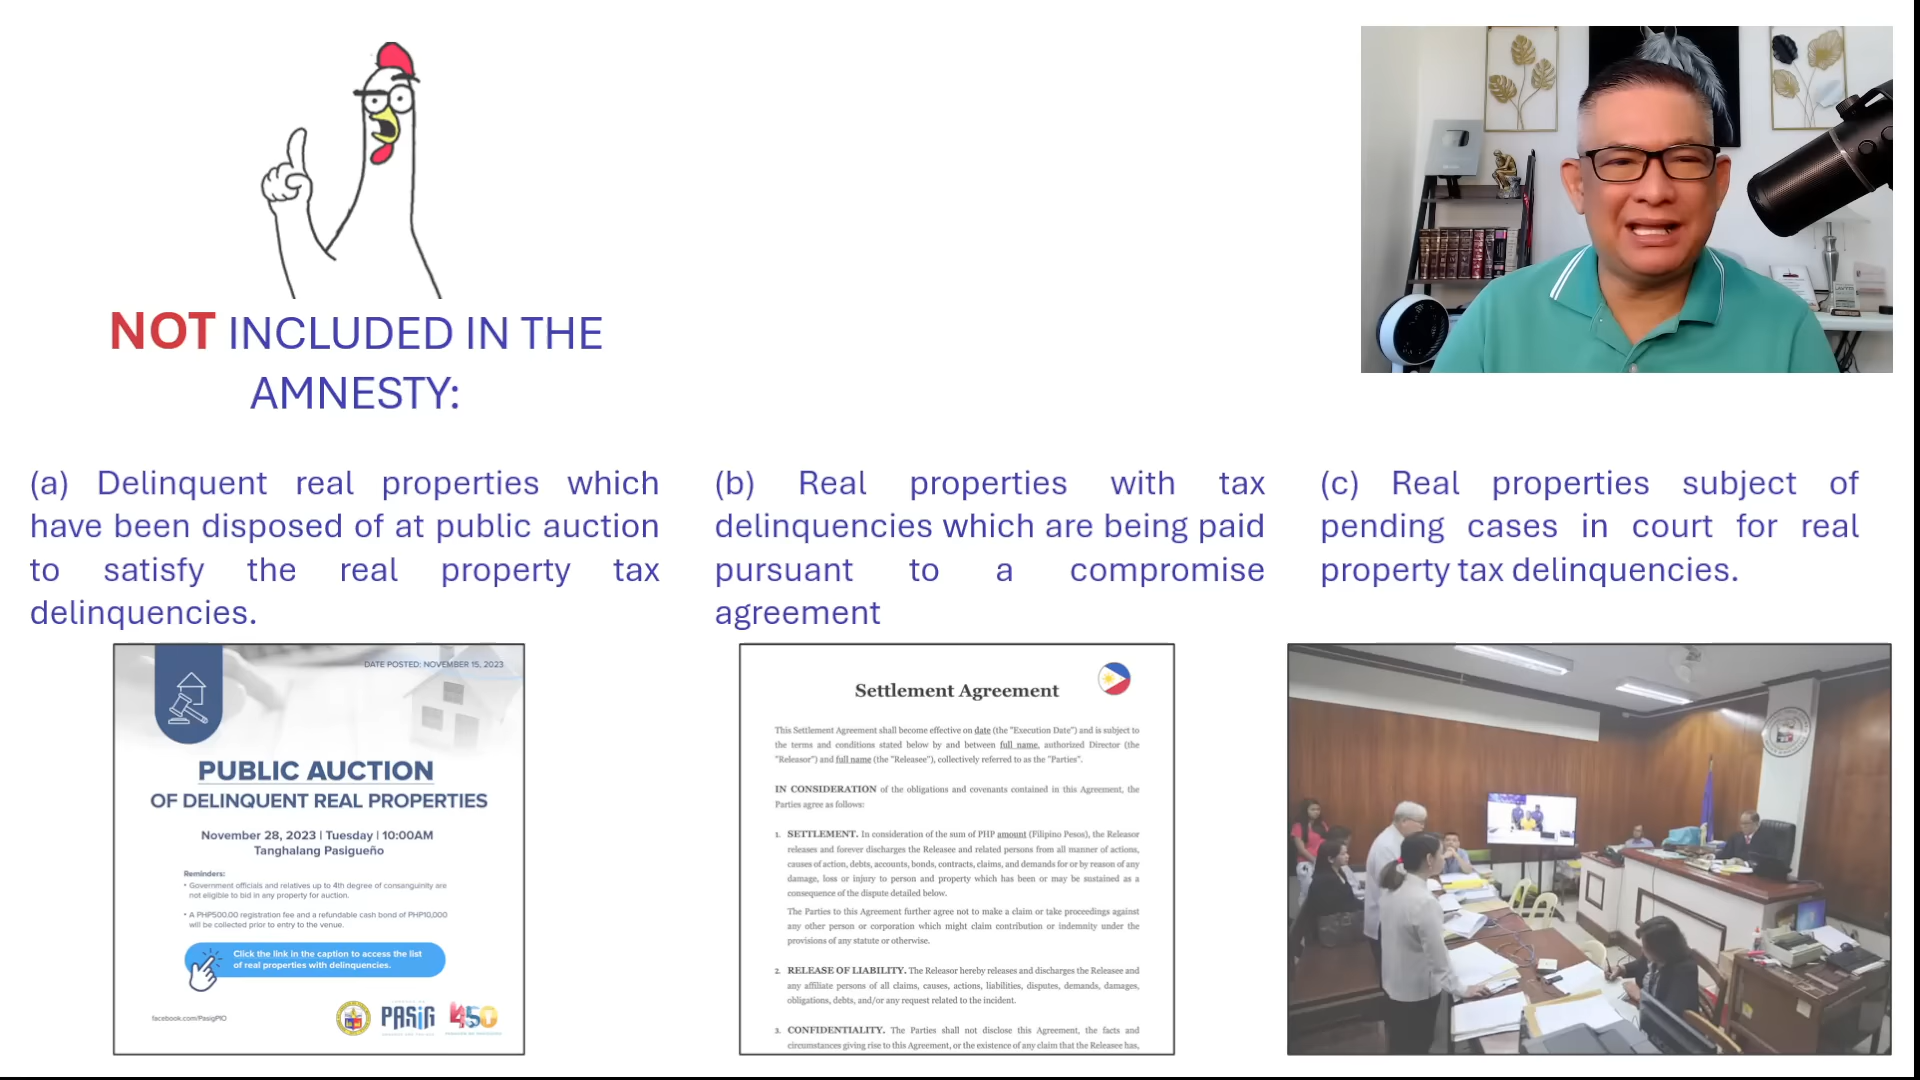 NOT INCLUDED IN THE
AMNESTY:
(a) Delinquent real properties which
have been disposed of at public auction
to satisfy the real property tax
delinquencies.
(b) Real properties with tax
delinquencies which are being paid
pursuant to a compromise
agreement
(c) Real properties subject of
pending cases in court for real
property tax delinquencies.
DATE POSTED: NOVEMBER 15, 2023
PUBLIC AUCTION
OF DELINQUENT REAL PROPERTIES
November 28, 2023 | Tuesday | 10:00AM
Tanghalang Pasigueño
Reminders:
• Government officials and relatives up to 4th degree of consanguinity are
not eligible to bid in any property for auction.
• A PHP500.00 registration fee and a refundable cash bond of PHP10,000
will be collected prior to entry to the venue.
Click the link in the caption to access the list
of real properties with delinquencies.
facebook.com/PasigPIO
PASIG
450
Settlement Agreement
This Settlement Agreement shall become effective on date (the "Execution Date") and is subject to
the terms and conditions stated below by and between full name, authorized Director (the
"Releasor") and full name (the "Releasee"), collectively referred to as the "Parties".
IN CONSIDERATION of the obligations and covenants contained in this Agreement, the
Parties agree as follows:
1. SETTLEMENT. In consideration of the sum of PHP amount (Filipino Pesos), the Releasor
releases and forever discharges the Releasee and related persons from all manner of actions,
causes of action, debts, accounts, bonds, contracts, claims, and demands for or by reason of any
damage, loss or injury to person and property which has been or may be sustained as a
consequence of the dispute detailed below.
The Parties to this Agreement further agree not to make a claim or take proceedings against
any other person or corporation which might claim contribution or indemnity under the
provisions of any statute or otherwise.
2. RELEASE OF LIABILITY. The Releasor hereby releases and discharges the Releasee and
any affiliate persons of all claims, causes, actions, liabilities, disputes, demands, damages,
obligations, debts, and/or any request related to the incident.
3. CONFIDENTIALITY. The Parties shall not disclose this Agreement, the facts and
circumstances giving rise to this Agreement, or the existence of any claim that the Releasee has,